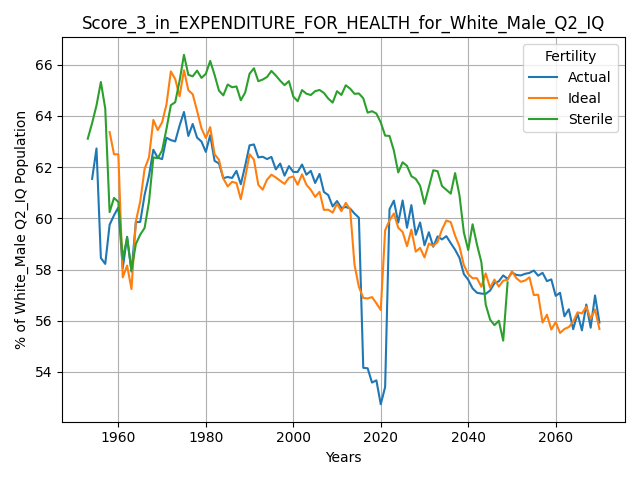 Score_3_in_EXPENDITURE_FOR_HEALTH_for_White_Male_Q2_IQ
% of White_Male Q2_IQ Population
66
64
62
60
58
56
54
Fertility
Actual
Ideal
Sterile
1960 1980 2000 2020 2040 2060
Years